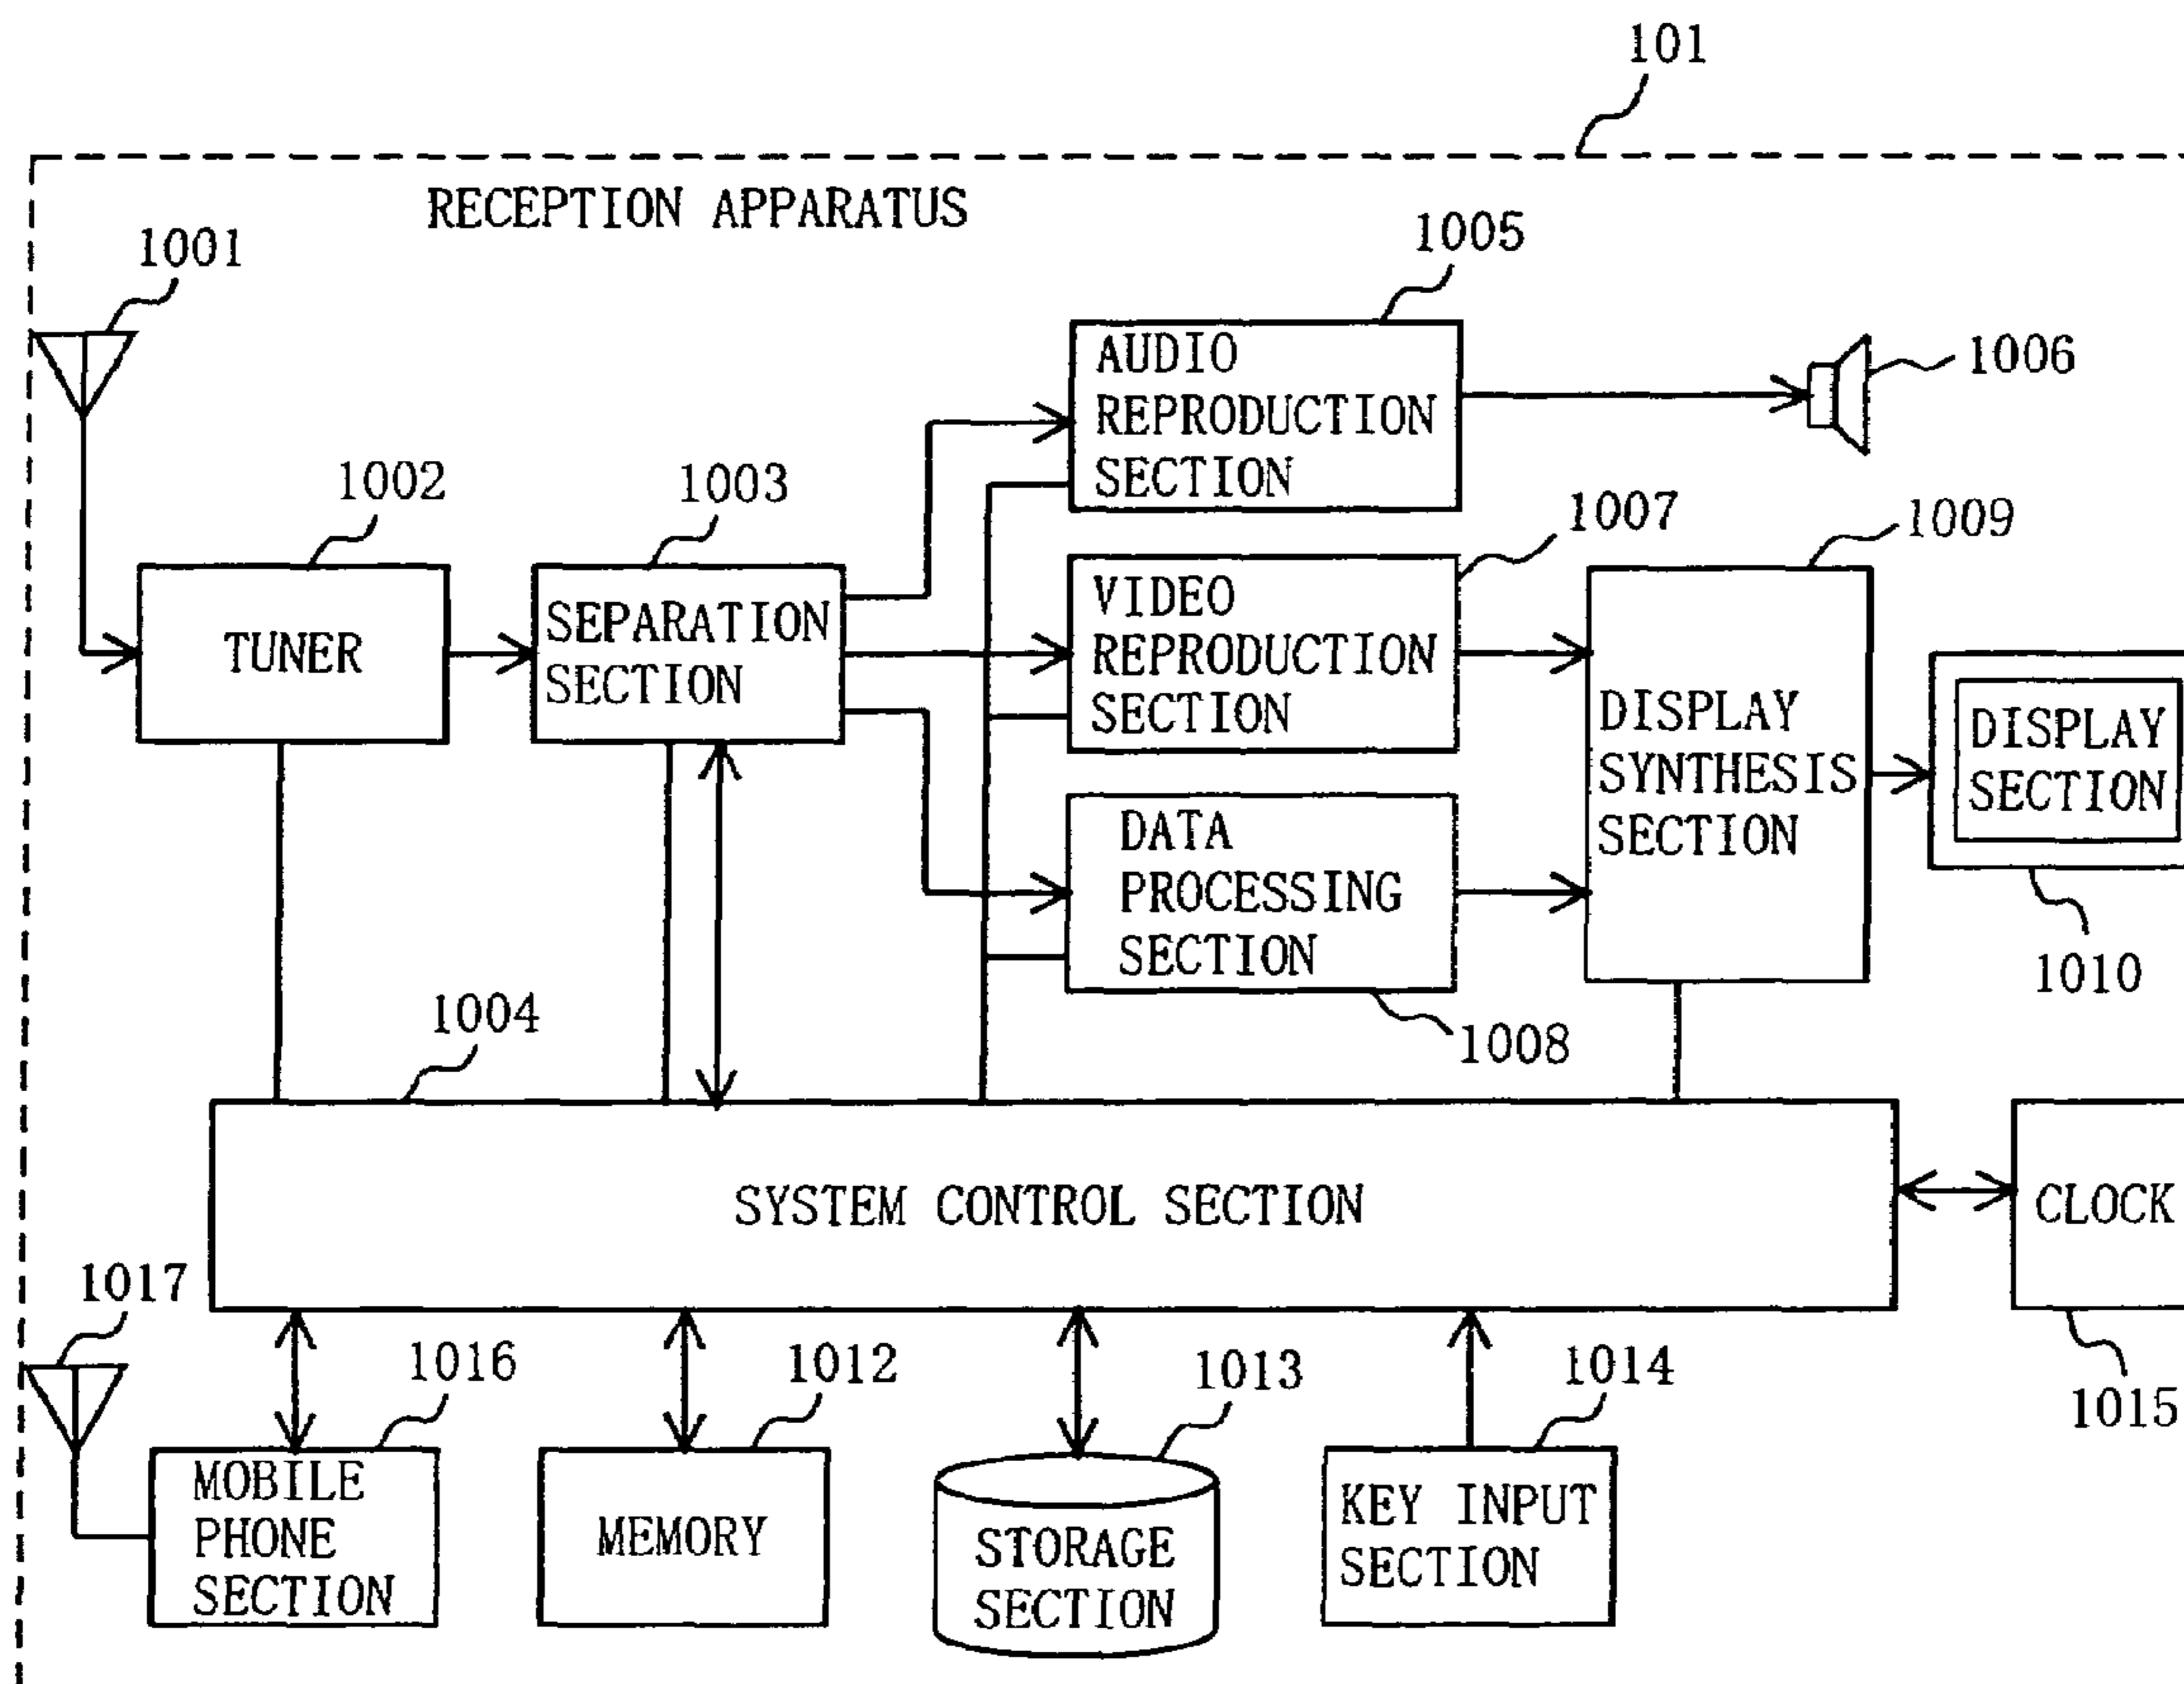 101
RECEPTION APPARATUS
1001
1005
AUDIO
REPRODUCTION
SECTION
1006
1002
1003
1007
1009
TUNER
SEPARATION
SECTION
VIDEO
REPRODUCTION
SECTION
DISPLAY
SYNTHESIS
SECTION
DISPLAY
SECTION
DATA
PROCESSING
SECTION
1010
1004
1008
SYSTEM CONTROL SECTION
CLOCK
1017
1016
1012
1013
1014
1015
MOBILE
PHONE
SECTION
MEMORY
STORAGE
SECTION
KEY INPUT
SECTION